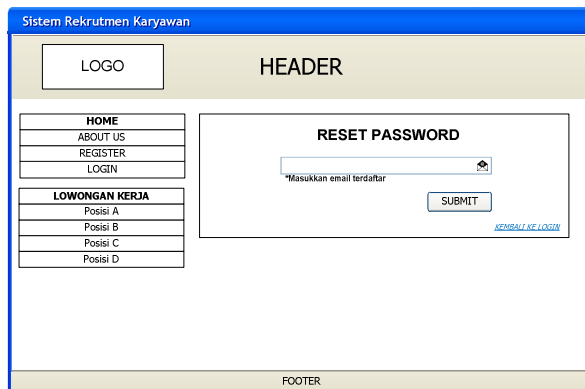 Sistem Rekrutmen Karyawan
LOGO
HEADER
HOME
ABOUT US
REGISTER
LOGIN
LOWONGAN KERJA
Posisi A
Posisi B
Posisi C
Posisi D
RESET PASSWORD
*Masukkan email terdaftar
SUBMIT
KEMBALI KE LOGIN
FOOTER